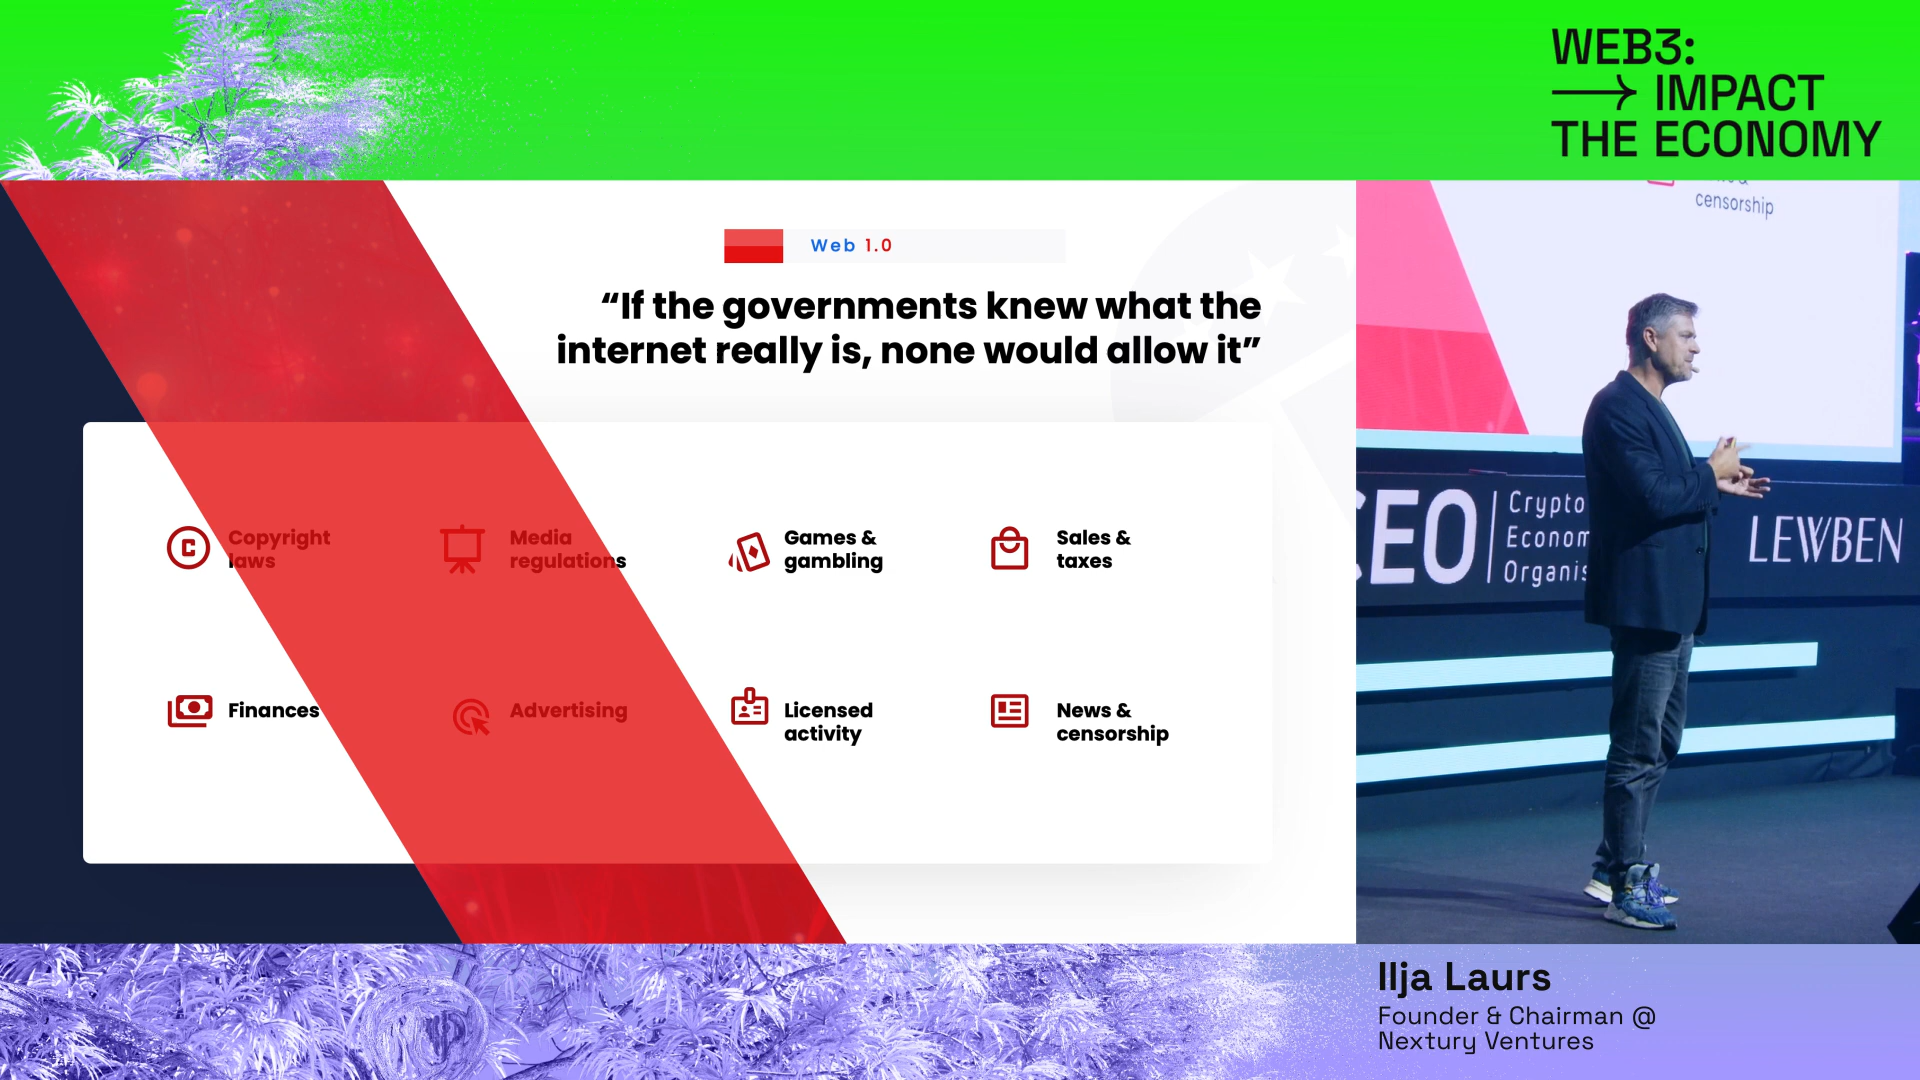 WEB3:
→ IMPACT
THE ECONOMY
Web 1.0
“If the governments knew what the
internet really is, none would allow it”
Copyright
laws
Media
regulations
Games &
gambling
Sales &
taxes
Finances
Advertising
Licensed
activity
News &
censorship
censorship
CEO
Crypto
Econom
Organis
LEWBEN
Ilja Laurs
Founder & Chairman @
Nextury Ventures